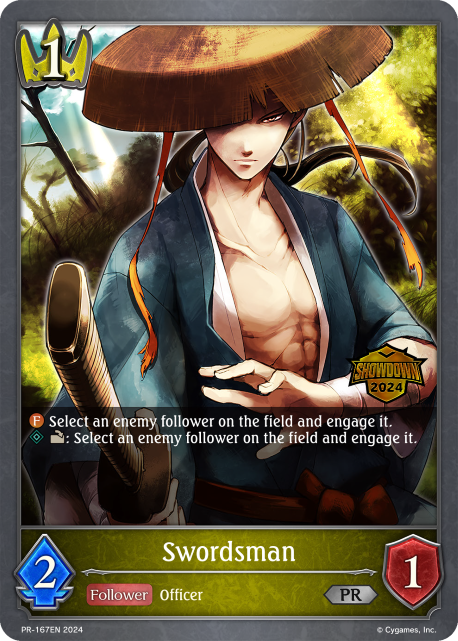 1
SHOWDOWN
2024
F Select an enemy follower on the field and engage it.
: Select an enemy follower on the field and engage it.
Swordsman
2
Follower Officer
PR
1
PR-167EN 2024
© Cygames, Inc.